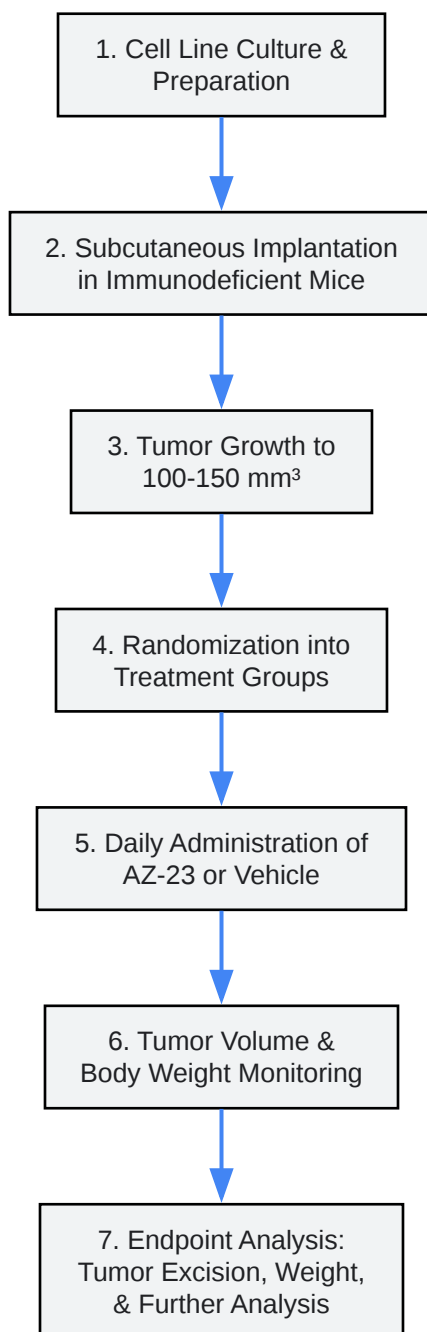 1. Cell Line Culture &
Preparation
2. Subcutaneous Implantation
in Immunodeficient Mice
3. Tumor Growth to
100-150 mm³
4. Randomization into
Treatment Groups
5. Daily Administration of
AZ-23 or Vehicle
6. Tumor Volume &
Body Weight Monitoring
7. Endpoint Analysis:
Tumor Excision, Weight,
& Further Analysis